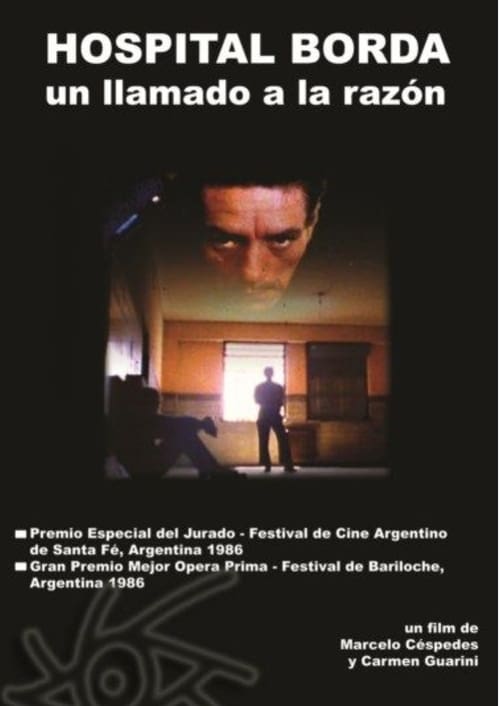 HOSPITAL BORDA
un llamado a la razón
Premio Especial del Jurado - Festival de Cine Argentino
de Santa Fé, Argentina 1986
Gran Premio Mejor Opera Prima - Festival de Bariloche,
Argentina 1986
un film de
Marcelo Céspedes
y Carmen Guarini